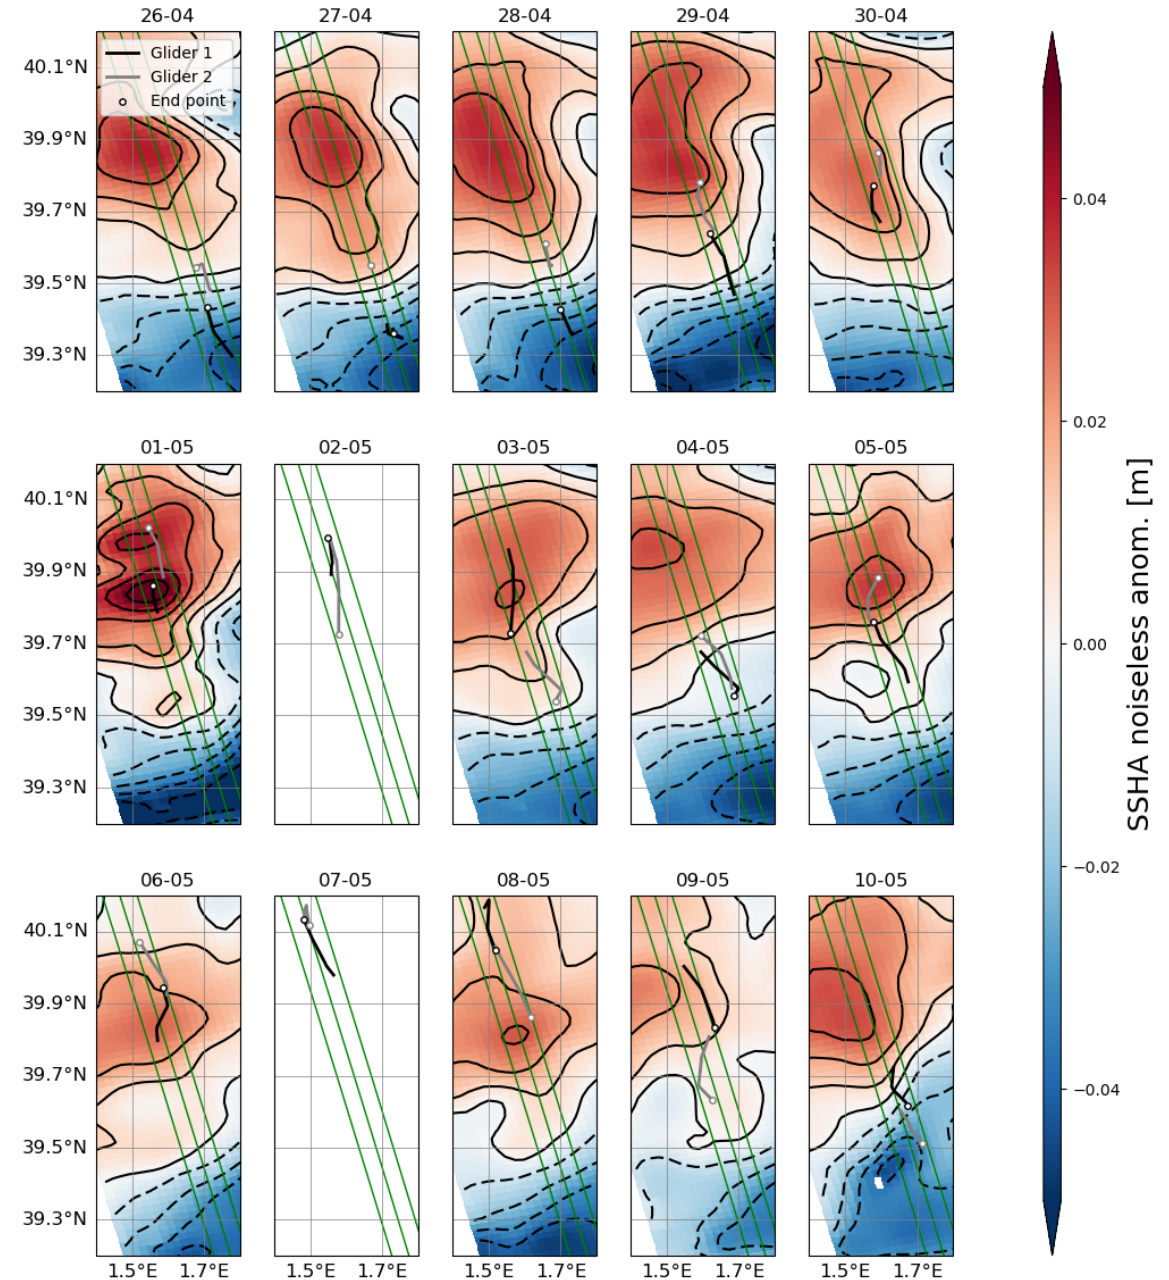 26-04 27-04 28-04 29-04 30-04
Glider 1
Glider 2
End point
40.1°N
39.9°N
39.7°N
39.5°N
39.3°N
01-05 02-05 03-05 04-05 05-05
40.1°N
39.9°N
39.7°N
39.5°N
39.3°N
06-05 07-05 08-05 09-05 10-05
40.1°N
39.9°N
39.7°N
39.5°N
39.3°N
1.5°E 1.7°E 1.5°E 1.7°E 1.5°E 1.7°E 1.5°E 1.7°E 1.5°E 1.7°E
0.04
0.02
0.00
−0.02
−0.04
SSHA noiseless anom. [m]